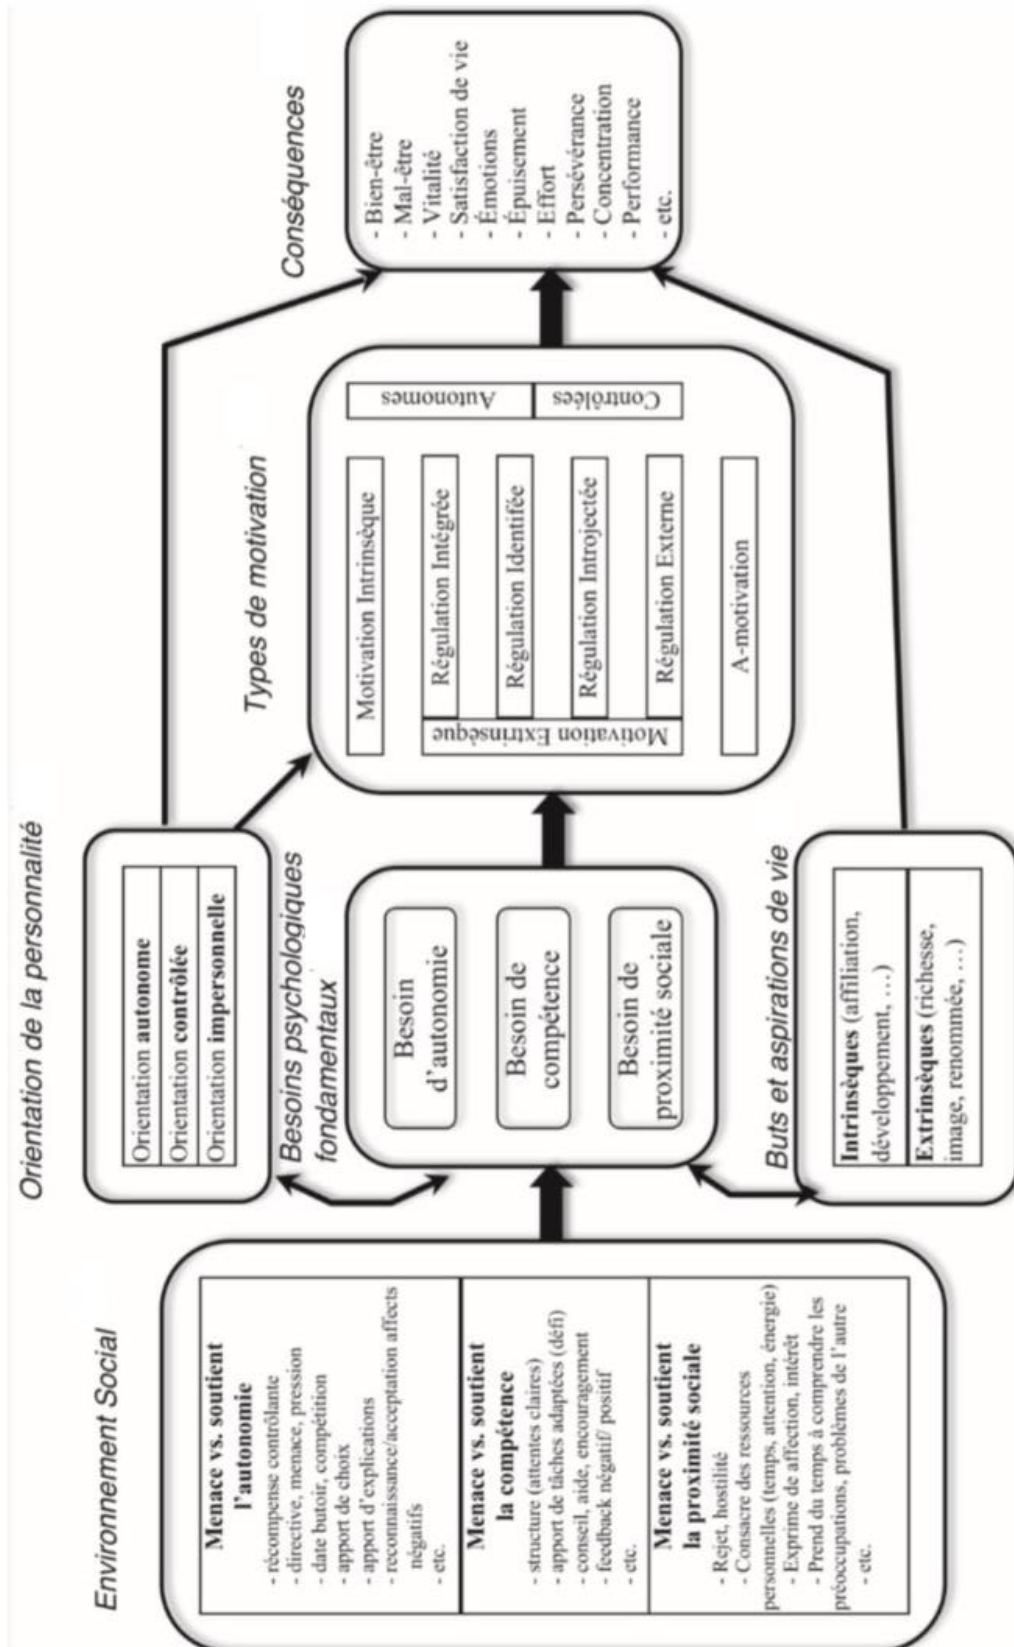 Environnement Social
Menace vs. soutient
l'autonomie
- récompense contrôlante
- directive, menace, pression
- date butoir, compétition
- apport de choix
- apport d'explications
- reconnaissance/acceptation affects
négatifs
- etc.
Menace vs. soutient
la compétence
- structure (attentes claires)
- apport de tâches adaptées (défi)
- conseil, aide, encouragement
- feedback négatif/ positif
- etc.
Menace vs. soutient
la proximité sociale
- Rejet, hostilité
- Consacre des ressources
personnelles (temps, attention, énergie)
- Exprime de affection, intérêt
- Prend du temps à comprendre les
préoccupations, problèmes de l'autre
- etc.
Orientation de la personnalité
Orientation autonome
Orientation contrôlée
Orientation impersonnelle
Besoins psychologiques
fondamentaux
Besoin
d'autonomie
Besoin de
compétence
Besoin de
proximité sociale
Buts et aspirations de vie
Intrinsèques (affiliation,
développement, …)
Extrinsèques (richesse,
image, renommée, …)
Types de motivation
Motivation Intrinsèque
Motivation Extrinsèque
Régulation Intégrée
Régulation Identifée
Régulation Introjectée
Régulation Externe
A-motivation
Autonomes
Contrôlées
Conséquences
- Bien-être
- Mal-être
- Vitalité
- Satisfaction de vie
- Émotions
- Épuisement
- Effort
- Persévérance
- Concentration
- Performance
- etc.